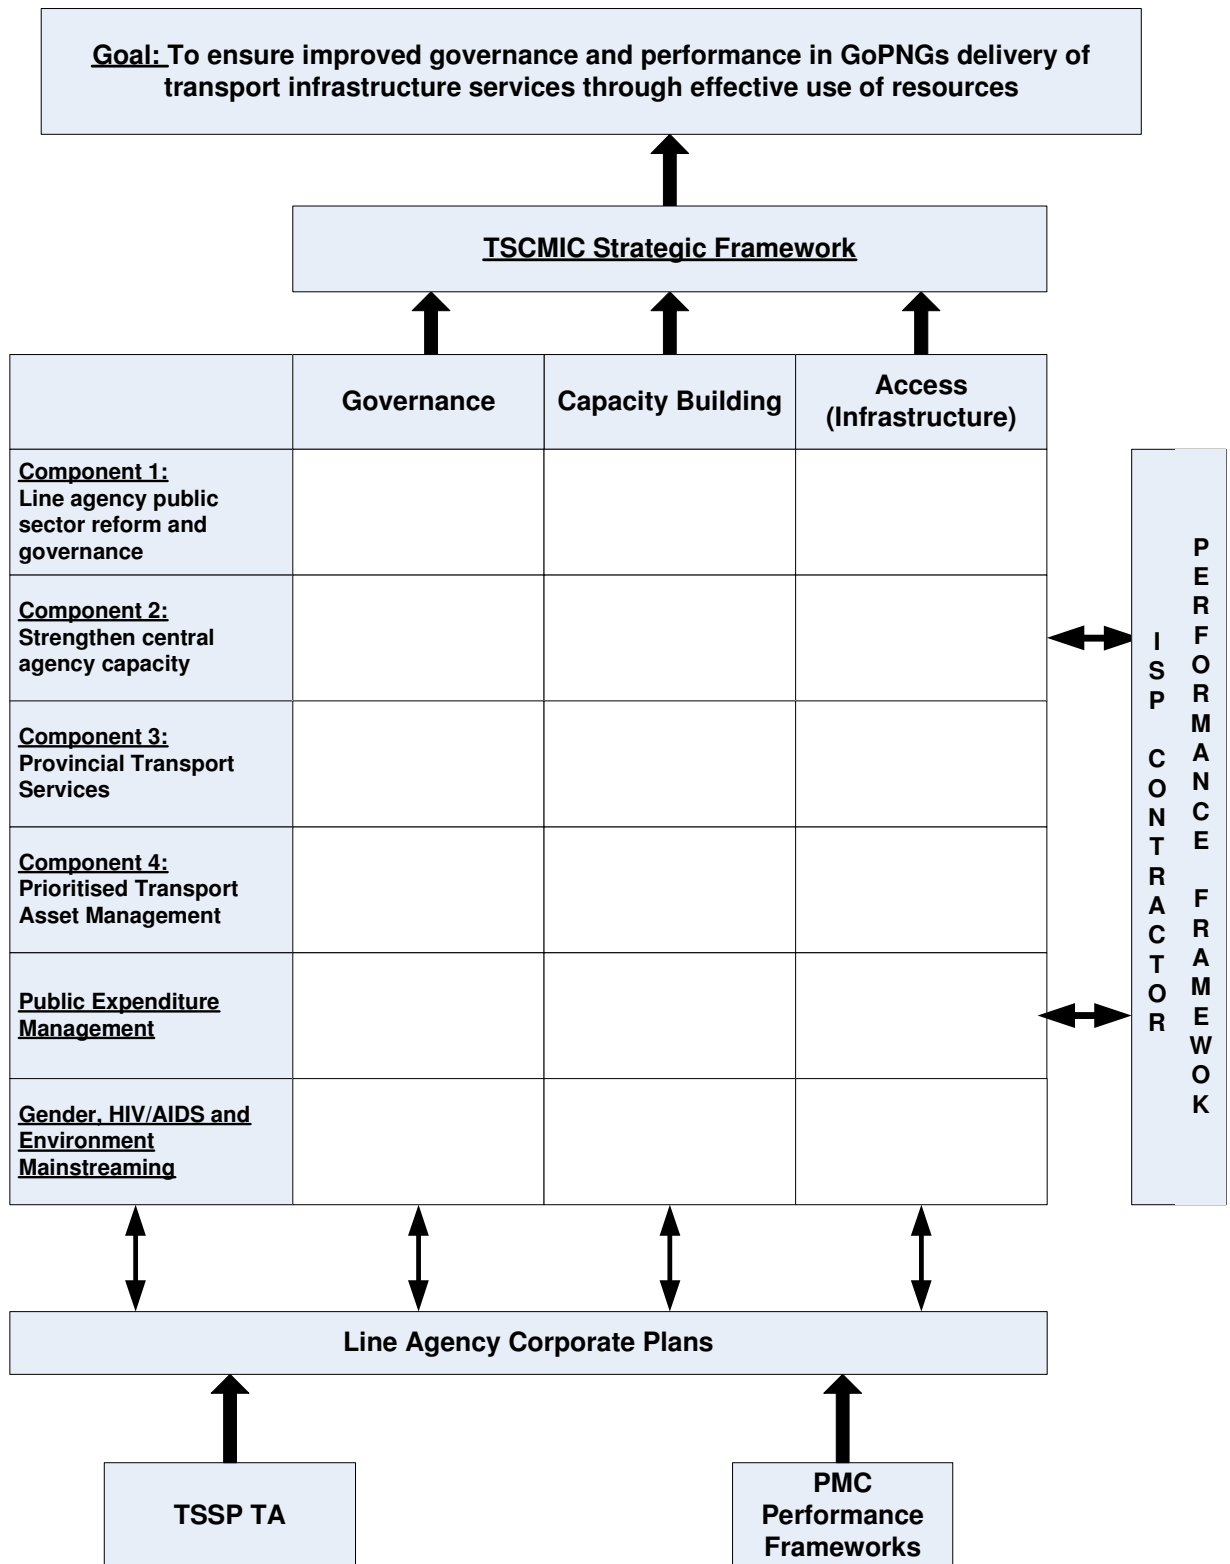 Goal: To ensure improved governance and performance in GoPNGs delivery of
transport infrastructure services through effective use of resources
TSCMIC Strategic Framework
Governance
Capacity Building
Access
(Infrastructure)
Component 1:
Line agency public
sector reform and
governance
Component 2:
Strengthen central
agency capacity
Component 3:
Provincial Transport
Services
Component 4:
Prioritised Transport
Asset Management
Public Expenditure
Management
Gender, HIV/AIDS and
Environment
Mainstreaming
ISP CONTRACTOR
PERFORMANCE FRAMEWOK
Line Agency Corporate Plans
TSSP TA
PMC
Performance
Frameworks